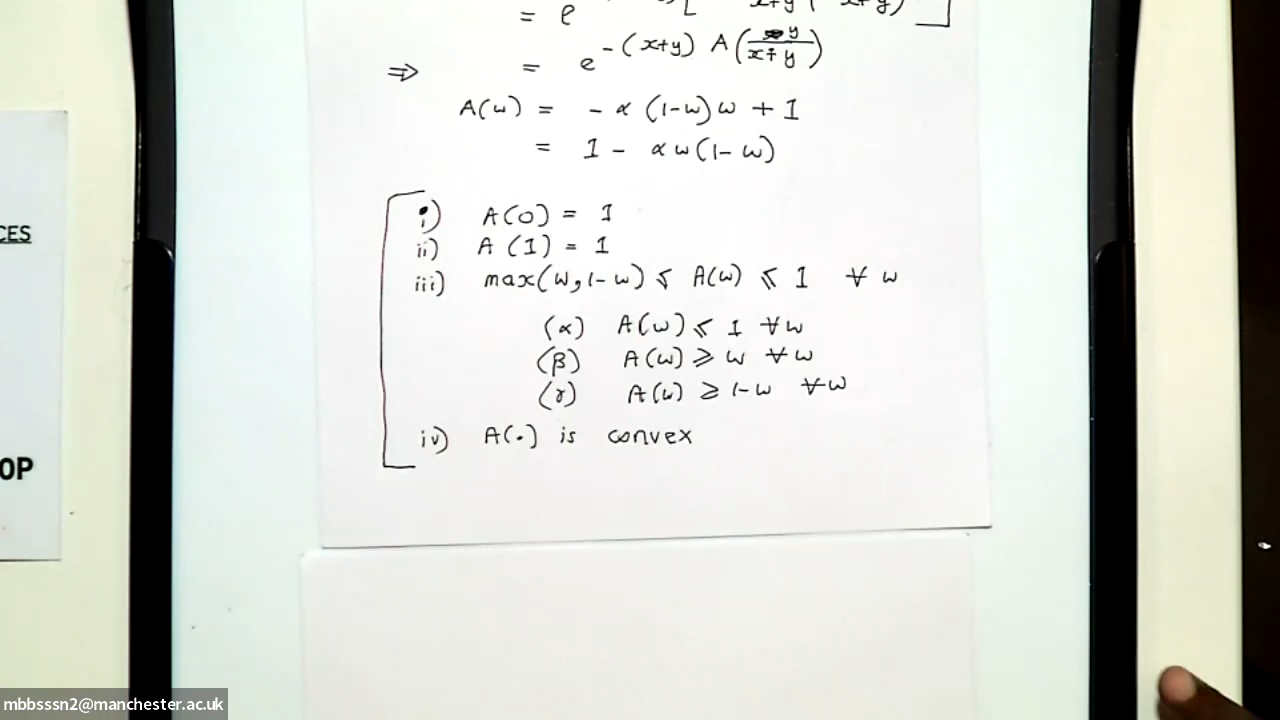 = e [ x+y ( x+y) ]
⇒ = e^-(x+y) A(y/x+y)
A(w) = - α (1-w) w + 1
= 1 - α w (1-w)
i) A(0) = 1
ii) A(1) = 1
iii) max(w, 1-w) ≤ A(w) ≤ 1 ∀ w
(α) A(w) ≤ 1 ∀w
(β) A(w) ≥ w ∀w
(γ) A(w) ≥ 1-w ∀w
iv) A(.) is convex
CES
OP
mbbsssn2@manchester.ac.uk